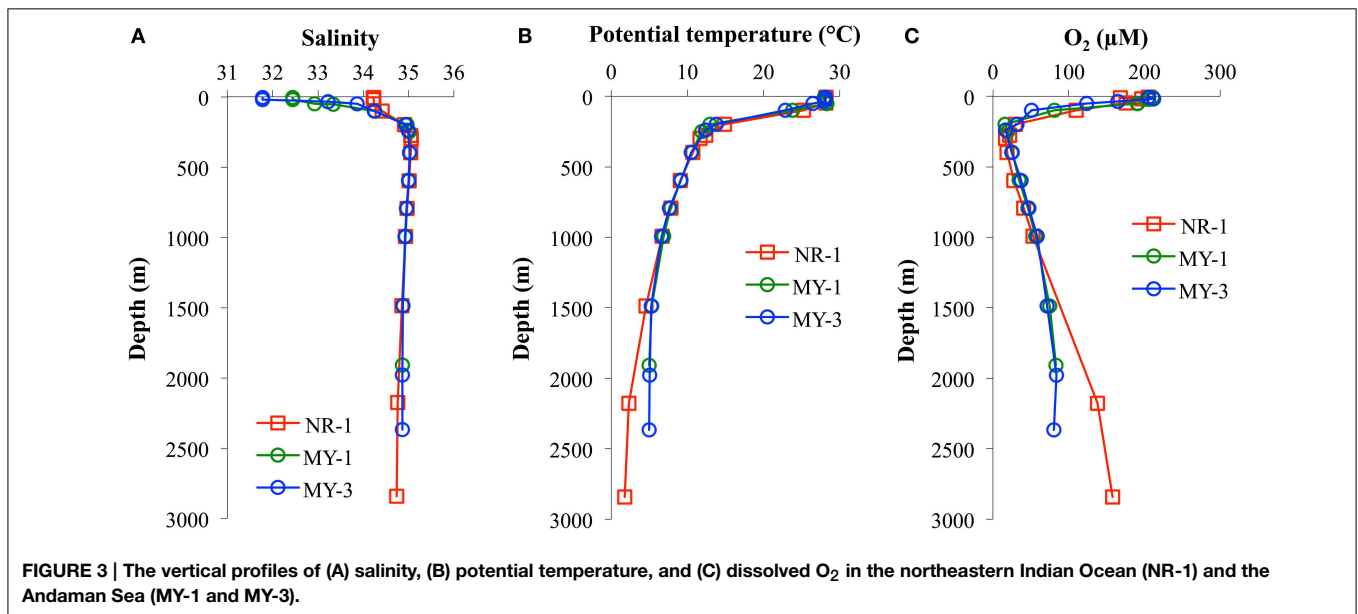 A
Salinity
31 32 33 34 35 36
0
500
1000
1500
2000
2500
3000
Depth (m)
NR-1
MY-1
MY-3
B
Potential temperature (°C)
0 10 20 30
0
500
1000
1500
2000
2500
3000
Depth (m)
NR-1
MY-1
MY-3
C
O2 (µM)
0 100 200 300
0
500
1000
1500
2000
2500
3000
Depth (m)
NR-1
MY-1
MY-3
FIGURE 3 | The vertical profiles of (A) salinity, (B) potential temperature, and (C) dissolved O2 in the northeastern Indian Ocean (NR-1) and the
Andaman Sea (MY-1 and MY-3).